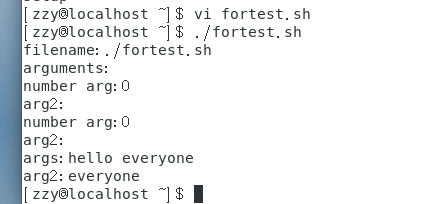 [zzy@localhost ~]$ vi fortest.sh
[zzy@localhost ~]$ ./fortest.sh
filename:./fortest.sh
arguments:
number arg:0
arg2:
number arg:0
arg2:
args:hello everyone
arg2:everyone
[zzy@localhost ~]$